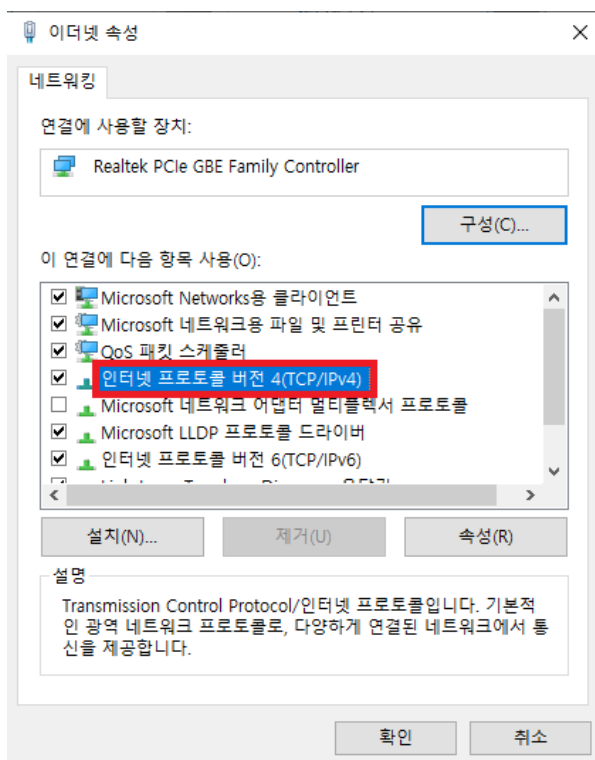 이더넷 속성
네트워킹
연결에 사용할 장치:
Realtek PCIe GBE Family Controller
구성(C)...
이 연결에 다음 항목 사용(O):
Microsoft Networks용 클라이언트
Microsoft 네트워크용 파일 및 프린터 공유
QoS 패킷 스케줄러
인터넷 프로토콜 버전 4(TCP/IPv4)
Microsoft 네트워크 어댑터 멀티플렉서 프로토콜
Microsoft LLDP 프로토콜 드라이버
인터넷 프로토콜 버전 6(TCP/IPv6)
설치(N)...
제거(U)
속성(R)
설명
Transmission Control Protocol/인터넷 프로토콜입니다. 기본적
인 광역 네트워크 프로토콜로, 다양하게 연결된 네트워크에서 통
신을 제공합니다.
확인
취소